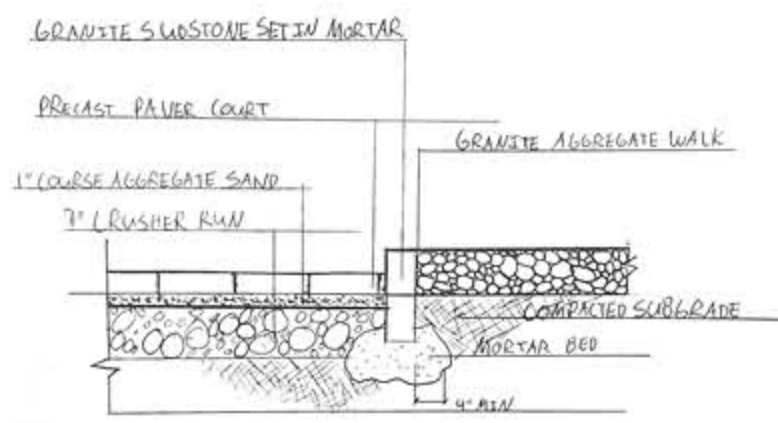 GRANITE SLIDSTONE SET IN MORTAR
PRECAST PAVER COURT
GRANITE AGGREGATE WALK
1" COURSE AGGREGATE SAND
CRUSHER RUN
COMPACTED SUBGRADE
MORTAR BED
4" MIN